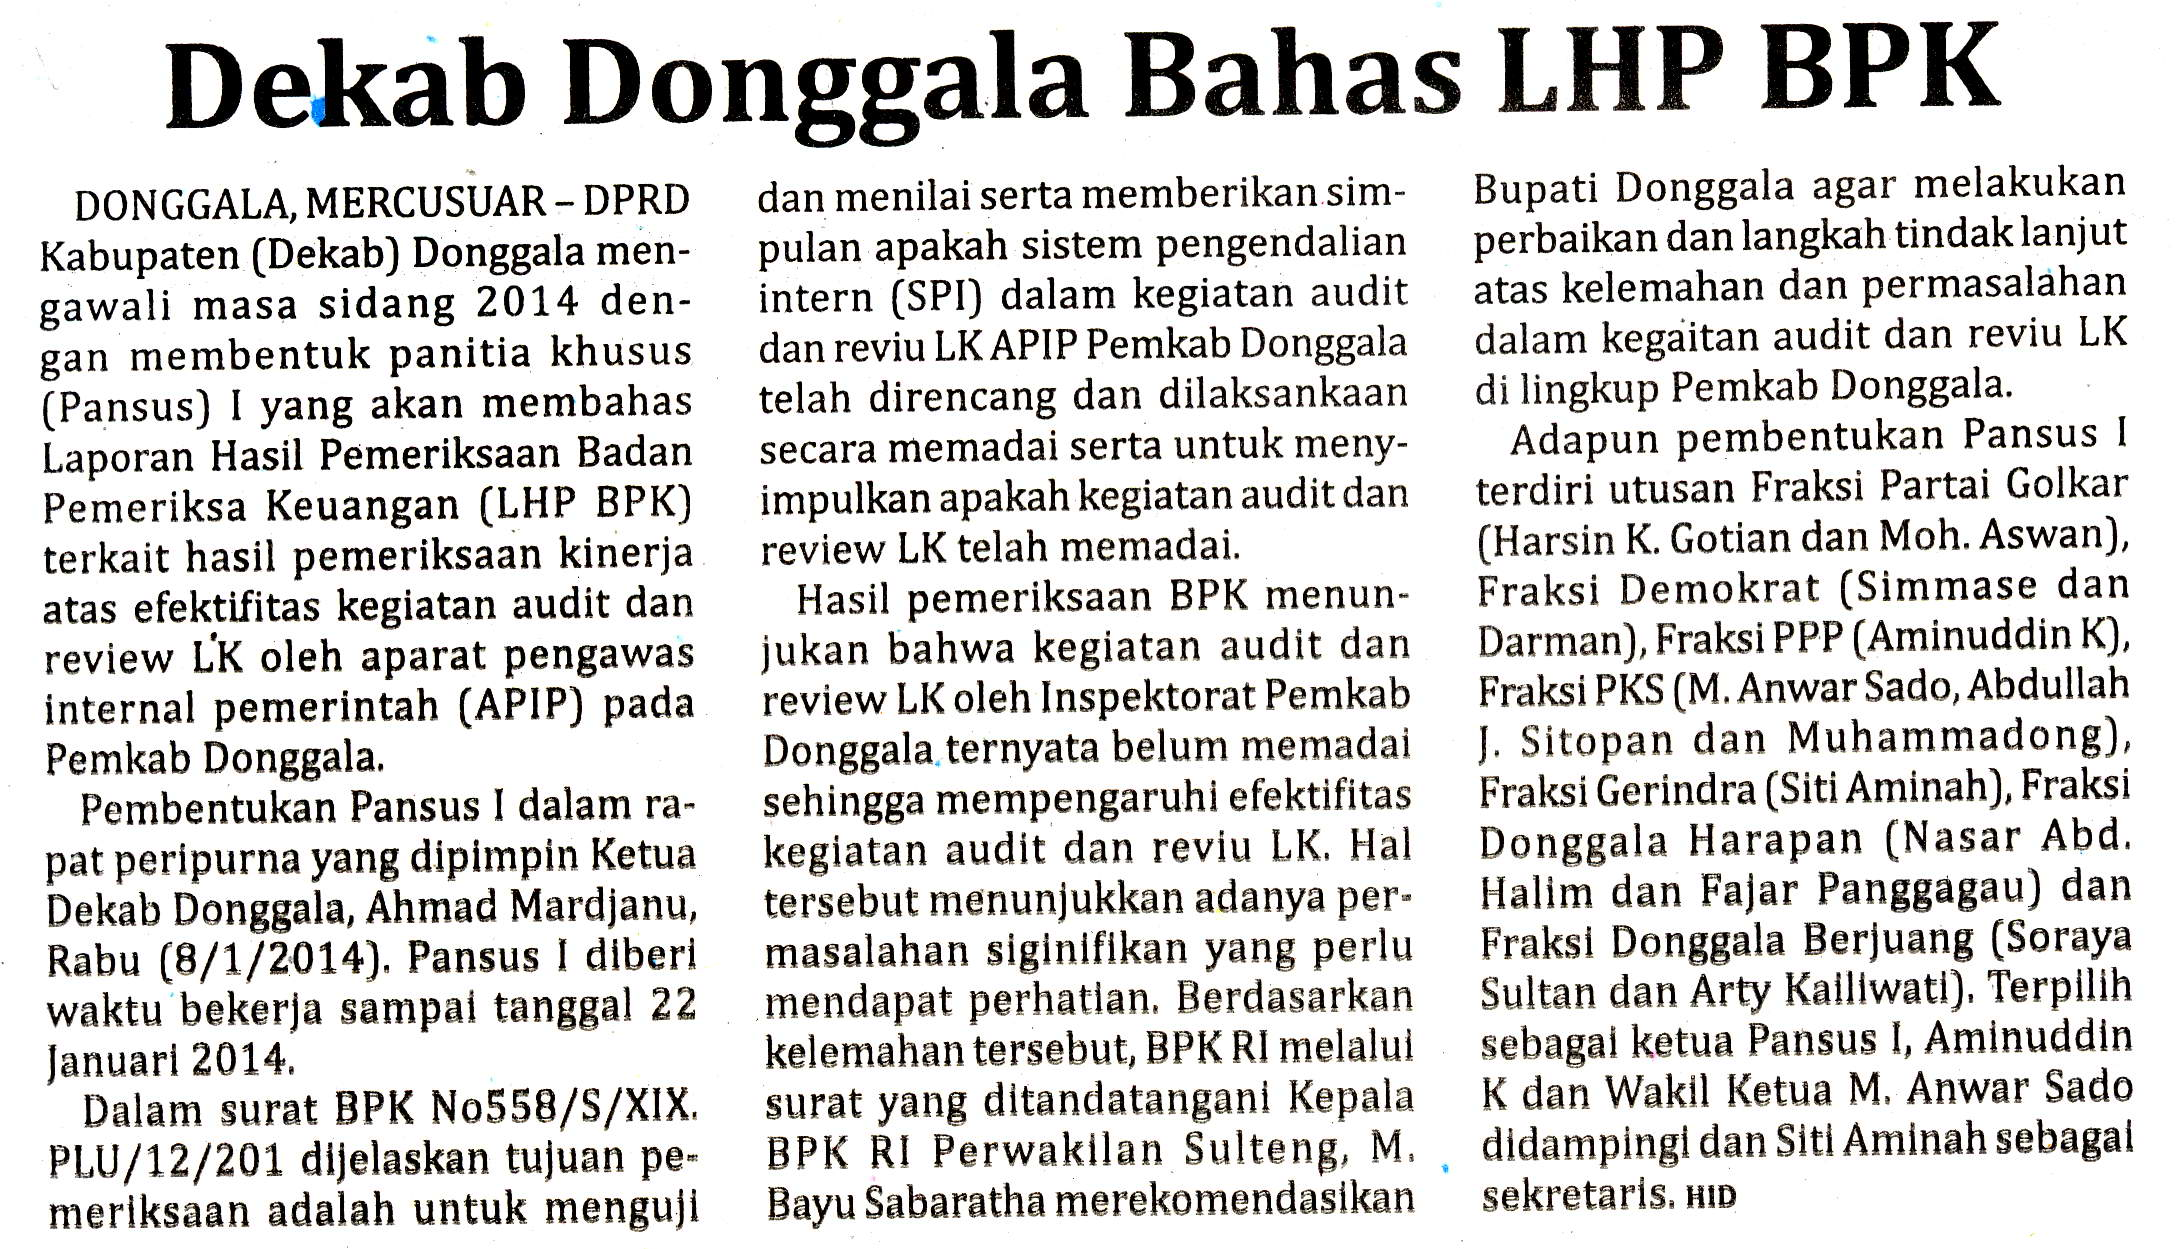 Dekab Donggala Bahas LHP BPK
DONGGALA, MERCUSUAR – DPRD
Kabupaten (Dekab) Donggala men-
gawali masa sidang 2014 den-
gan membentuk panitia khusus
(Pansus) I yang akan membahas
Laporan Hasil Pemeriksaan Badan
Pemeriksa Keuangan (LHP BPK)
terkait hasil pemeriksaan kinerja
atas efektifitas kegiatan audit dan
review LK oleh aparat pengawas
internal pemerintah (APIP) pada
Pemkab Donggala.
Pembentukan Pansus I dalam ra-
pat peripurna yang dipimpin Ketua
Dekab Donggala, Ahmad Mardjanu,
Rabu (8/1/2014). Pansus I diberi
waktu bekerja sampai tanggal 22
Januari 2014.
Dalam surat BPK No558/S/XIX.
PLU/12/201 dijelaskan tujuan pe-
meriksaan adalah untuk menguji
dan menilai serta memberikan sim-
pulan apakah sistem pengendalian
intern (SPI) dalam kegiatan audit
dan reviu LK APIP Pemkab Donggala
telah direncang dan dilaksankaan
secara memadai serta untuk meny-
impulkan apakah kegiatan audit dan
review LK telah memadai.
Hasil pemeriksaan BPK menun-
jukan bahwa kegiatan audit dan
review LK oleh Inspektorat Pemkab
Donggala ternyata belum memadai
sehingga mempengaruhi efektifitas
kegiatan audit dan reviu LK. Hal
tersebut menunjukkan adanya per-
masalahan siginifikan yang perlu
mendapat perhatian. Berdasarkan
kelemahan tersebut, BPK RI melalui
surat yang ditandatangani Kepala
BPK RI Perwakilan Sulteng, M.
Bayu Sabaratha merekomendasikan
Bupati Donggala agar melakukan
perbaikan dan langkah tindak lanjut
atas kelemahan dan permasalahan
dalam kegaitan audit dan reviu LK
di lingkup Pemkab Donggala.
Adapun pembentukan Pansus I
terdiri utusan Fraksi Partai Golkar
(Harsin K. Gotian dan Moh. Aswan),
Fraksi Demokrat (Simmase dan
Darman), Fraksi PPP (Aminuddin K),
Fraksi PKS (M. Anwar Sado, Abdullah
J. Sitopan dan Muhammadong),
Fraksi Gerindra (Siti Aminah), Fraksi
Donggala Harapan (Nasar Abd.
Halim dan Fajar Panggagau) dan
Fraksi Donggala Berjuang (Soraya
Sultan dan Arty Kailiwati). Terpilih
sebagai ketua Pansus I, Aminuddin
K dan Wakil Ketua M. Anwar Sado
didampingi dan Siti Aminah sebagai
sekretaris. HID